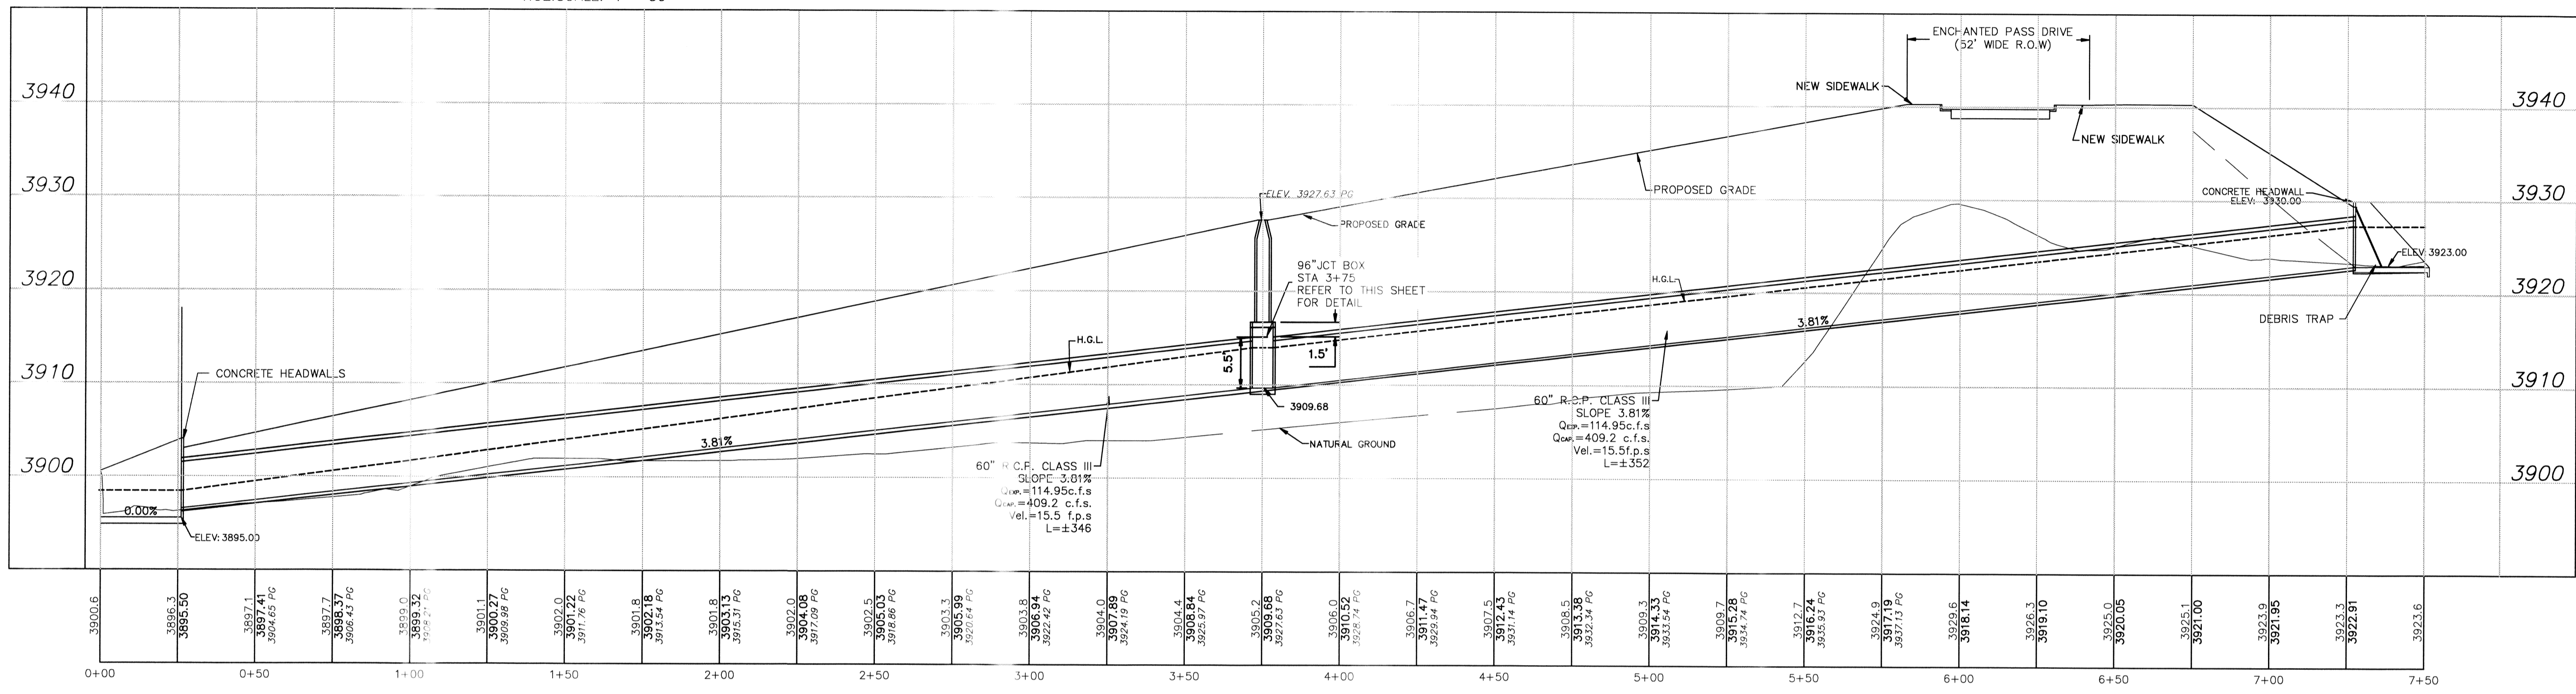 ENCHANTED PASS DRIVE
(52' WIDE R.O.W)
NEW SIDEWALK
NEW SIDEWALK
3940
3940
3930
3930
3920
3920
3910
3910
3900
3900
ELEV. 3927.63 PG
PROPOSED GRADE
PROPOSED GRADE
CONCRETE HEADWALL
ELEV: 3930.00
ELEV: 3923.00
DEBRIS TRAP
96"JCT BOX
STA 3+75
REFER TO THIS SHEET
FOR DETAIL
H.G.L.
H.G.L.
5.5'
1.5'
3.81%
3.81%
3909.68
NATURAL GROUND
CONCRETE HEADWALLS
0.00%
ELEV: 3895.00
60" R.C.P. CLASS III
SLOPE 3.81%
QEXP.=114.95c.f.s
QCAP.=409.2 c.f.s.
Vel.=15.5 f.p.s
L=±346
60" R.C.P. CLASS III
SLOPE 3.81%
QEXP.=114.95c.f.s
QCAP.=409.2 c.f.s.
Vel.=15.5f.p.s
L=±352
3900.6
3896.3
3895.50
3897.1
3897.41
3904.65 PG
3897.7
3898.37
3906.43 PG
3899.0
3899.32
3908.21 PG
3901.1
3900.27
3909.98 PG
3902.0
3901.22
3911.76 PG
3901.8
3902.18
3913.54 PG
3901.8
3903.13
3915.31 PG
3902.0
3904.08
3917.09 PG
3902.5
3905.03
3918.86 PG
3903.3
3905.99
3920.64 PG
3903.8
3906.94
3922.42 PG
3904.0
3907.89
3924.19 PG
3904.4
3908.84
3925.97 PG
3905.2
3909.68
3927.63 PG
3906.0
3910.52
3928.74 PG
3906.7
3911.47
3929.94 PG
3907.5
3912.43
3931.14 PG
3908.5
3913.38
3932.34 PG
3909.3
3914.33
3933.54 PG
3909.7
3915.28
3934.74 PG
3912.7
3916.24
3935.93 PG
3924.9
3917.19
3937.13 PG
3929.6
3918.14
3926.3
3919.10
3925.0
3920.05
3925.1
3921.00
3923.9
3921.95
3923.3
3922.91
3923.6
0+00
0+50
1+00
1+50
2+00
2+50
3+00
3+50
4+00
4+50
5+00
5+50
6+00
6+50
7+00
7+50